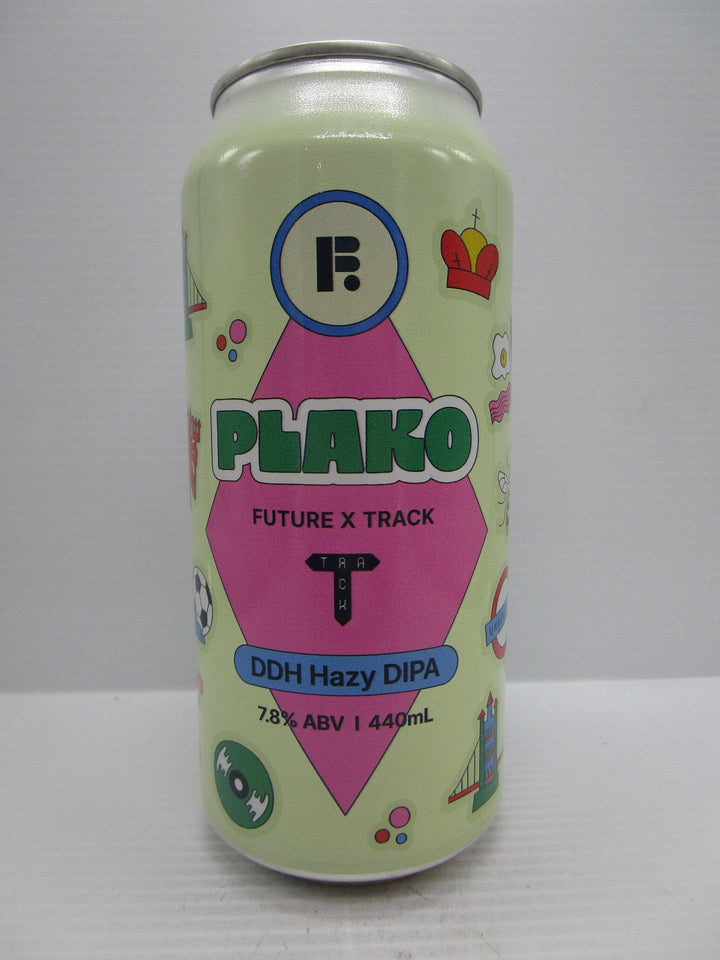 F.
PLAKO
FUTURE X TRACK
TRACK
DDH Hazy DIPA
7.8% ABV | 440mL